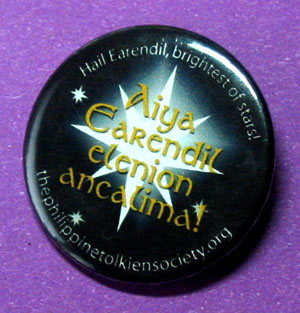 Hail Earendil, brightest of stars!
Aiya
Earendil
elenion
ancalima!
thephilippinetolkiensociety.org